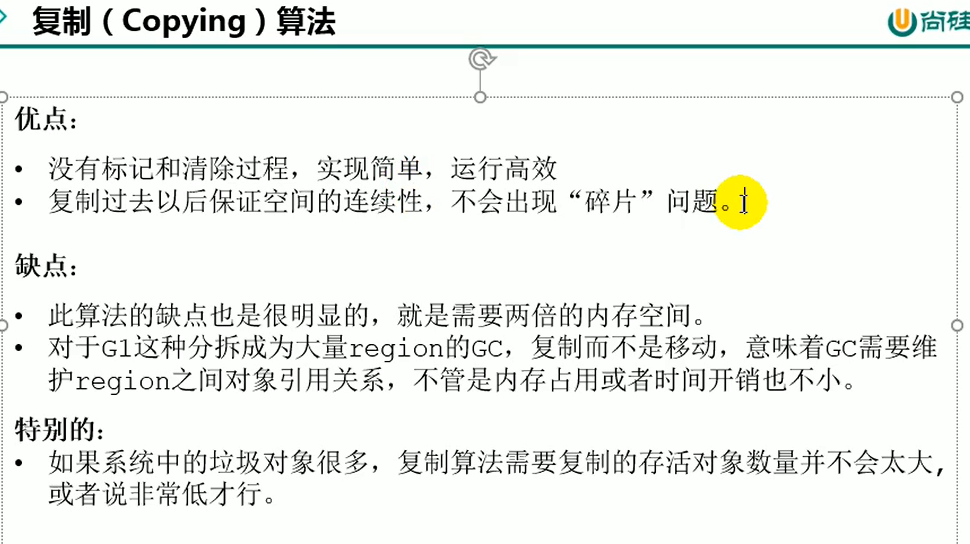 复制（Copying）算法
尚硅
优点：
• 没有标记和清除过程，实现简单，运行高效
• 复制过去以后保证空间的连续性，不会出现“碎片”问题。
缺点：
• 此算法的缺点也是很明显的，就是需要两倍的内存空间。
• 对于G1这种分拆成为大量region的GC，复制而不是移动，意味着GC需要维
护region之间对象引用关系，不管是内存占用或者时间开销也不小。
特别的：
• 如果系统中的垃圾对象很多，复制算法需要复制的存活对象数量并不会太大，
或者说非常低才行。